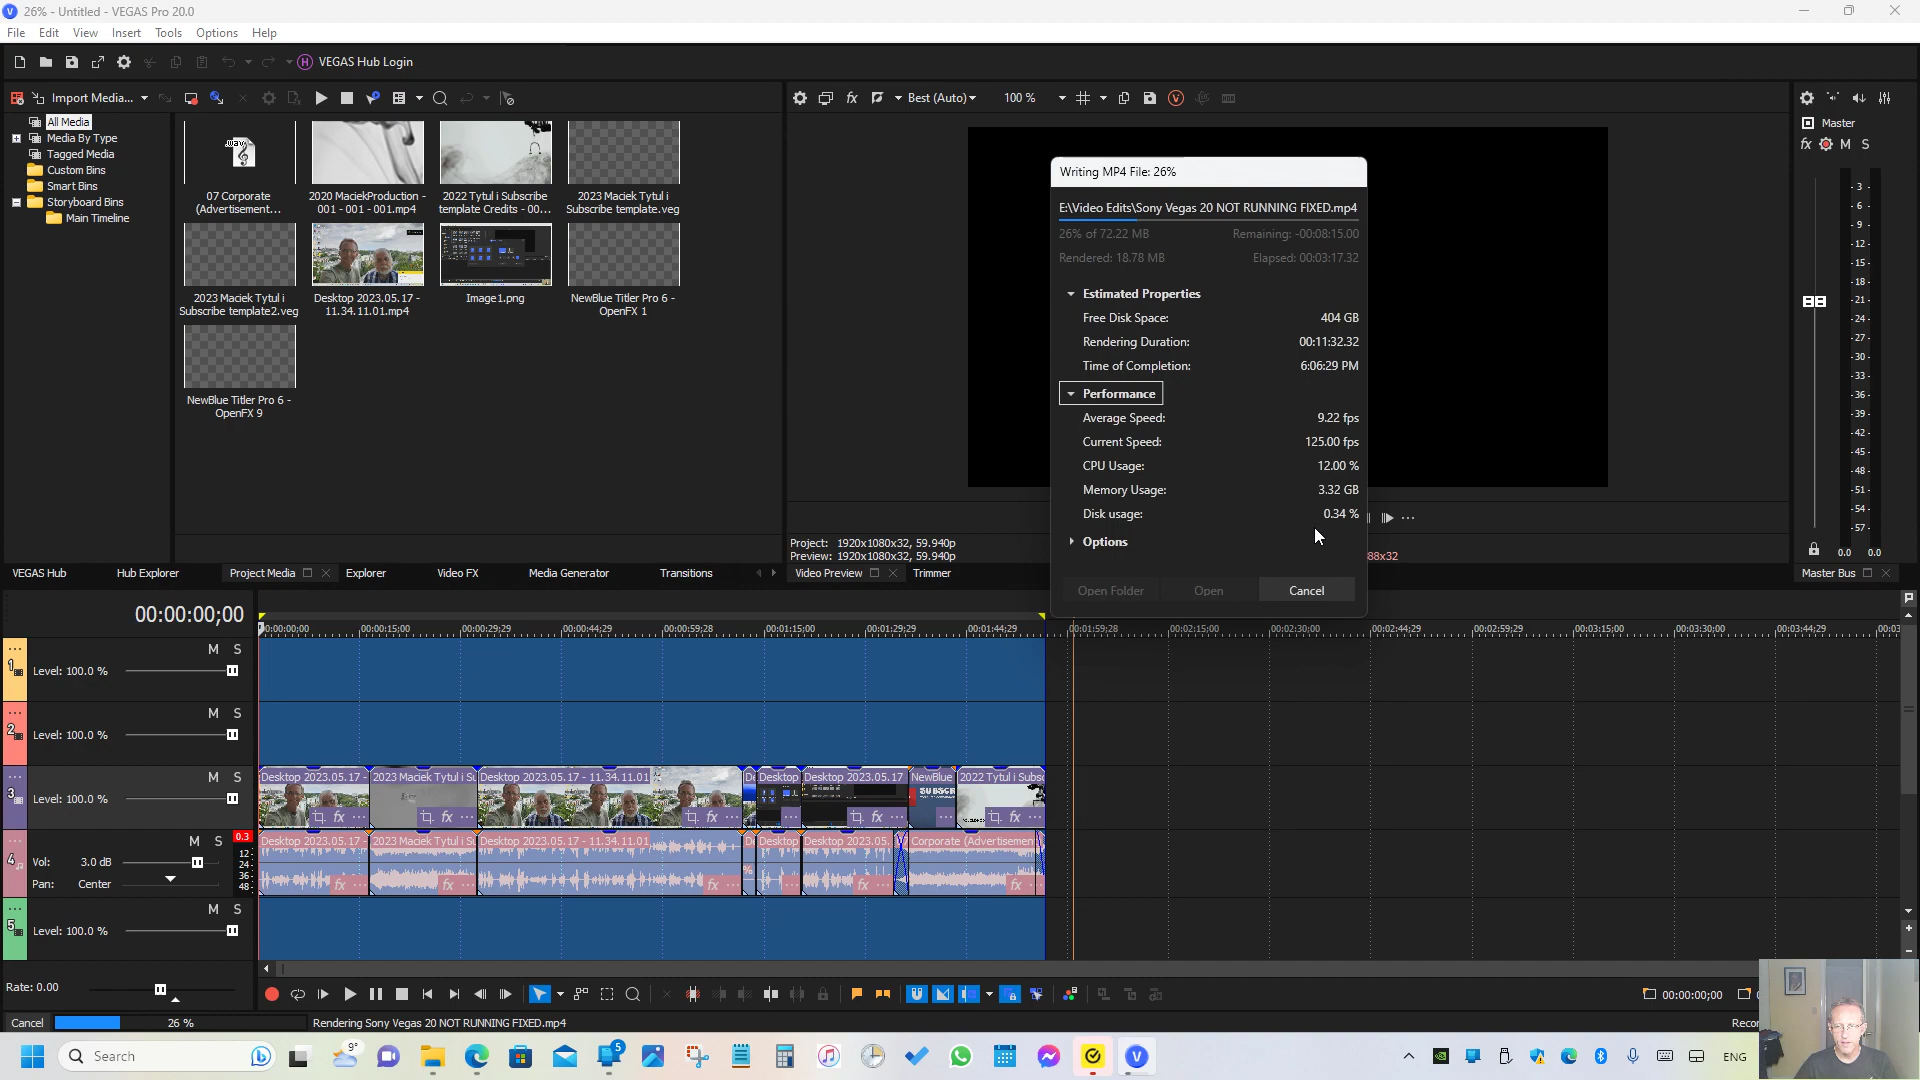 26% - Untitled - VEGAS Pro 20.0
File Edit View Insert Tools Options Help
VEGAS Hub Login
Import Media...
Best (Auto)
100 %
All Media
Media By Type
Tagged Media
Custom Bins
Smart Bins
Storyboard Bins
Main Timeline
.wav
07 Corporate (Advertisement...
2020 MaciekProduction - 001 - 001 - 001.mp4
2022 Tytul i Subscribe template Credits - 00...
2023 Maciek Tytul i Subscribe template.veg
2023 Maciek Tytul i Subscribe template2.veg
Desktop 2023.05.17 - 11.34.11.01.mp4
Image1.png
NewBlue Titler Pro 6 - OpenFX 1
NewBlue Titler Pro 6 - OpenFX 9
Writing MP4 File: 26%
E:\Video Edits\Sony Vegas 20 NOT RUNNING FIXED.mp4
26% of 72.22 MB Remaining: -00:08:15.00
Rendered: 18.78 MB Elapsed: 00:03:17.32
Estimated Properties
Free Disk Space: 404 GB
Rendering Duration: 00:11:32.32
Time of Completion: 6:06:29 PM
Performance
Average Speed: 9.22 fps
Current Speed: 125.00 fps
CPU Usage: 12.00 %
Memory Usage: 3.32 GB
Disk usage: 0.34 %
Options
Open Folder Open Cancel
Project: 1920x1080x32, 59.940p
Preview: 1920x1080x32, 59.940p
88x32
Master
fx M S
-3-
-6-
-9-
-12-
-15-
-18-
-21-
-24-
-27-
-30-
-33-
-36-
-39-
-42-
-45-
-48-
-51-
-54-
-57-
0.0 0.0
VEGAS Hub Hub Explorer Project Media Explorer Video FX Media Generator Transitions Video Preview Trimmer Master Bus
00:00:00;00
00:00:15;00 00:00:29;29 00:00:44;29 00:00:59;28 00:01:15;00 00:01:29;29 00:01:44;29 00:01:59;28 00:02:15;00 00:02:30;00 00:02:44;29 00:02:59;29 00:03:15;00 00:03:30;00 00:03:44;29
1 M S
Level: 100.0 %
2 M S
Level: 100.0 %
3 M S
Level: 100.0 %
Desktop 2023.05.17 - 2023 Maciek Tytul i Su Desktop 2023.05.17 - 11.34.11.01 De Desktop Desktop 2023.05.17 NewBlue 2022 Tytul i Subsc
4 M S 0.3
Vol: 3.0 dB
Pan: Center
12-
24-
36-
48-
Desktop 2023.05.17 - 2023 Maciek Tytul i Su Desktop 2023.05.17 - 11.34.11.01 De Desktop Desktop 2023.05. Corporate (Advertisemen
5 M S
Level: 100.0 %
Rate: 0.00
00:00:00;00
Cancel 26 % Rendering Sony Vegas 20 NOT RUNNING FIXED.mp4
Recor
Search
9°
5
ENG